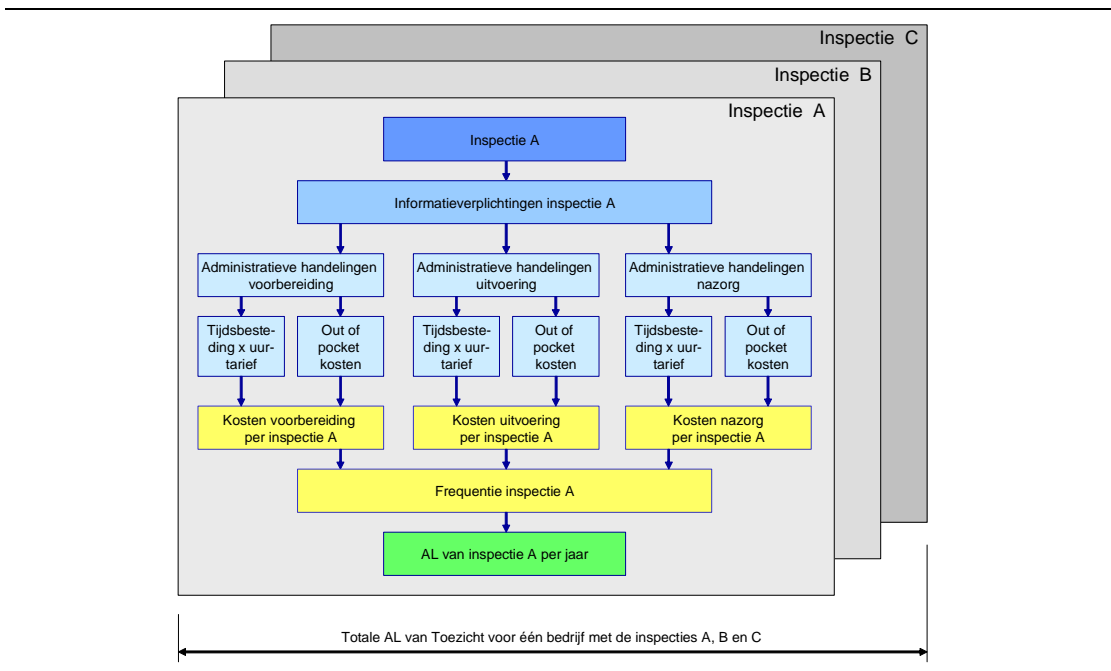 Inspectie C
Inspectie B
Inspectie A
Inspectie A
Informatieverplichtingen inspectie A
Administratieve handelingen
voorbereiding
Administratieve handelingen
uitvoering
Administratieve handelingen
nazorg
Tijdsbeste-
ding x uur-
tarief
Out of
pocket
kosten
Tijdsbeste-
ding x uur-
tarief
Out of
pocket
kosten
Tijdsbeste-
ding x uur-
tarief
Out of
pocket
kosten
Kosten voorbereiding
per inspectie A
Kosten uitvoering
per inspectie A
Kosten nazorg
per inspectie A
Frequentie inspectie A
AL van inspectie A per jaar
Totale AL van Toezicht voor één bedrijf met de inspecties A, B en C